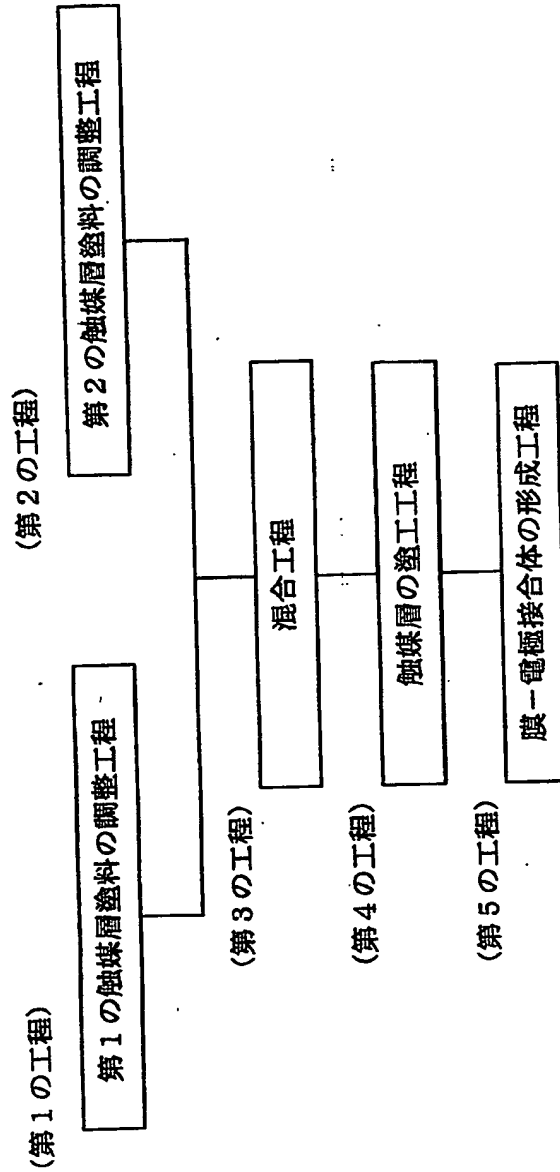 (第1の工程)
第1の触媒層塗料の調整工程
(第2の工程)
第2の触媒層塗料の調整工程
(第3の工程)
混合工程
(第4の工程)
触媒層の塗工工程
(第5の工程)
膜－電極接合体の形成工程